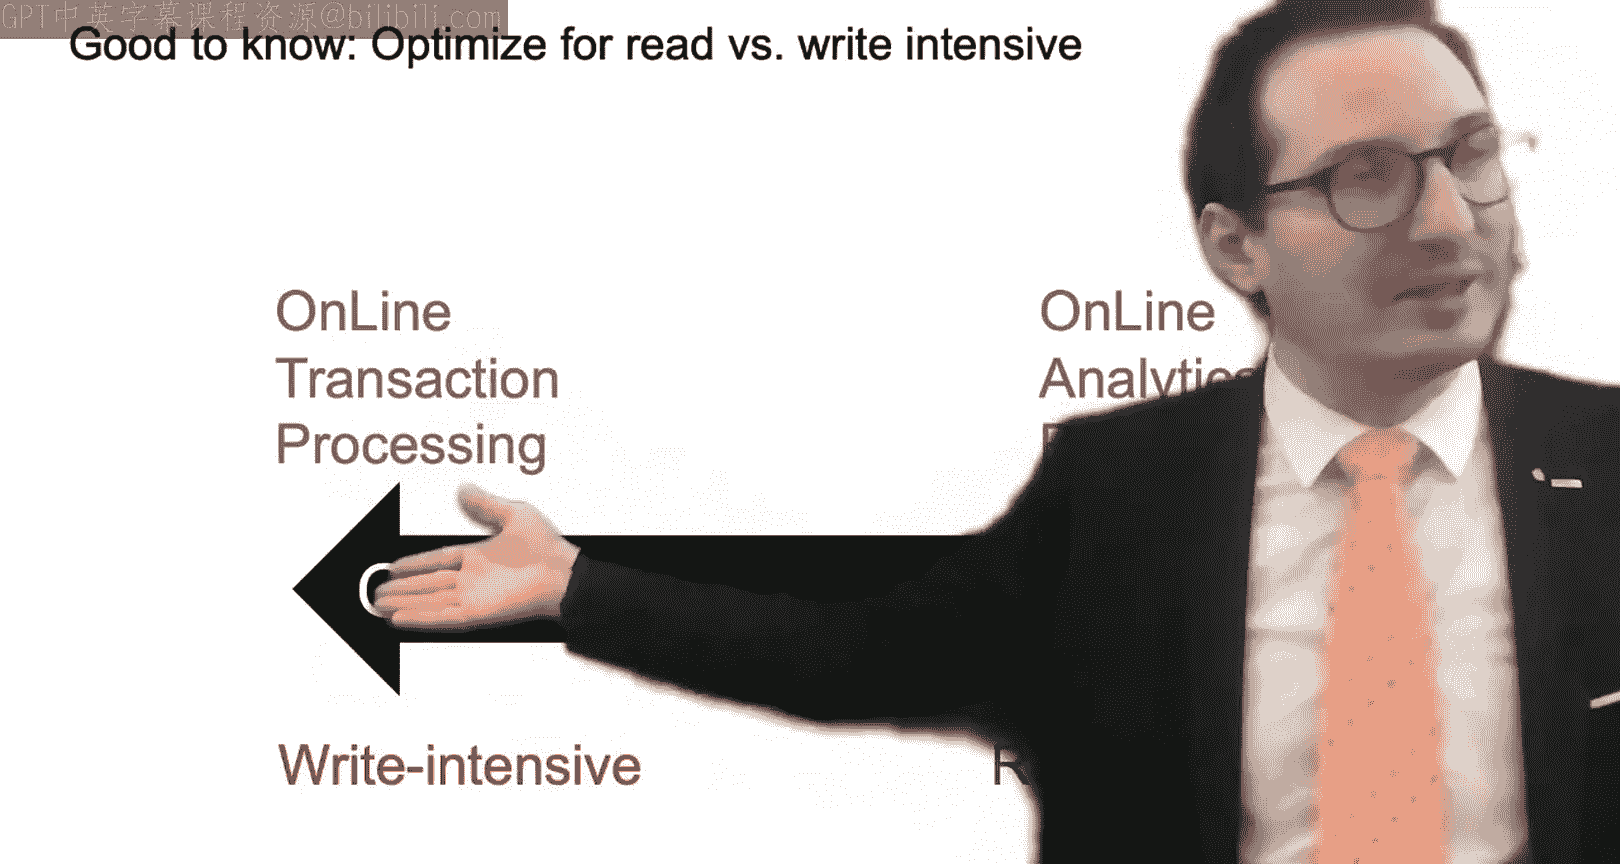 GPT中英字幕课程资源@bilibili.com
Good to know: Optimize for read vs. write intensive
OnLine
Transaction
Processing
OnLine
Write-intensive